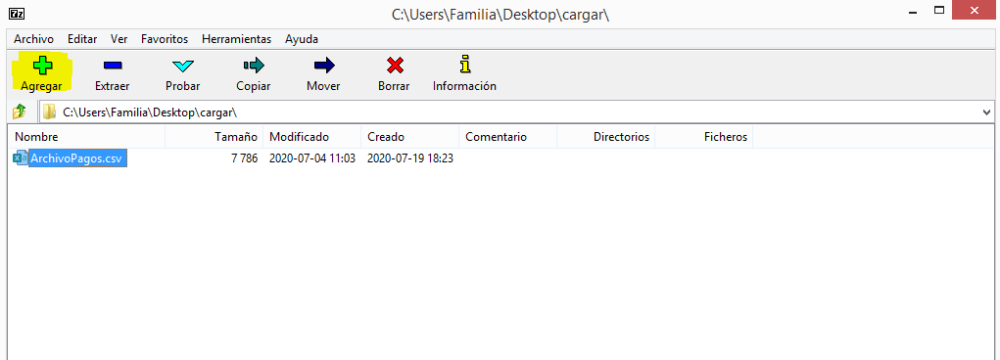 7z C:\Users\Familia\Desktop\cargar\
Archivo Editar Ver Favoritos Herramientas Ayuda
Agregar Extraer Probar Copiar Mover Borrar Información
C:\Users\Familia\Desktop\cargar\
Nombre Tamaño Modificado Creado Comentario Directorios Ficheros
ArchivoPagos.csv 7 786 2020-07-04 11:03 2020-07-19 18:23